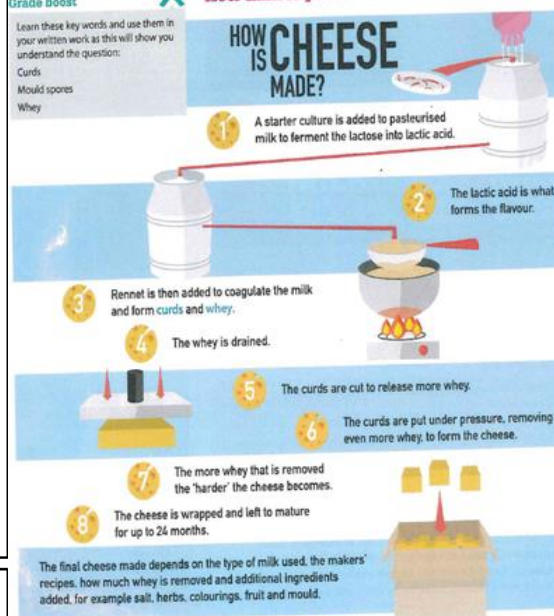 Grade boost
Learn these key words and use them in
your written work as this will show you
understand the question:
Curds
Mould spores
Whey
HOW
IS CHEESE
MADE?
1
A starter culture is added to pasteurised
milk to ferment the lactose into lactic acid.
2
The lactic acid is what
forms the flavour.
3
Rennet is then added to coagulate the milk
and form curds and whey.
4
The whey is drained.
5
The curds are cut to release more whey.
6
The curds are put under pressure, removing
even more whey, to form the cheese.
7
The more whey that is removed
the 'harder' the cheese becomes.
8
The cheese is wrapped and left to mature
for up to 24 months.
The final cheese made depends on the type of milk used, the makers'
recipes, how much whey is removed and additional ingredients
added, for example salt, herbs, colourings, fruit and mould.